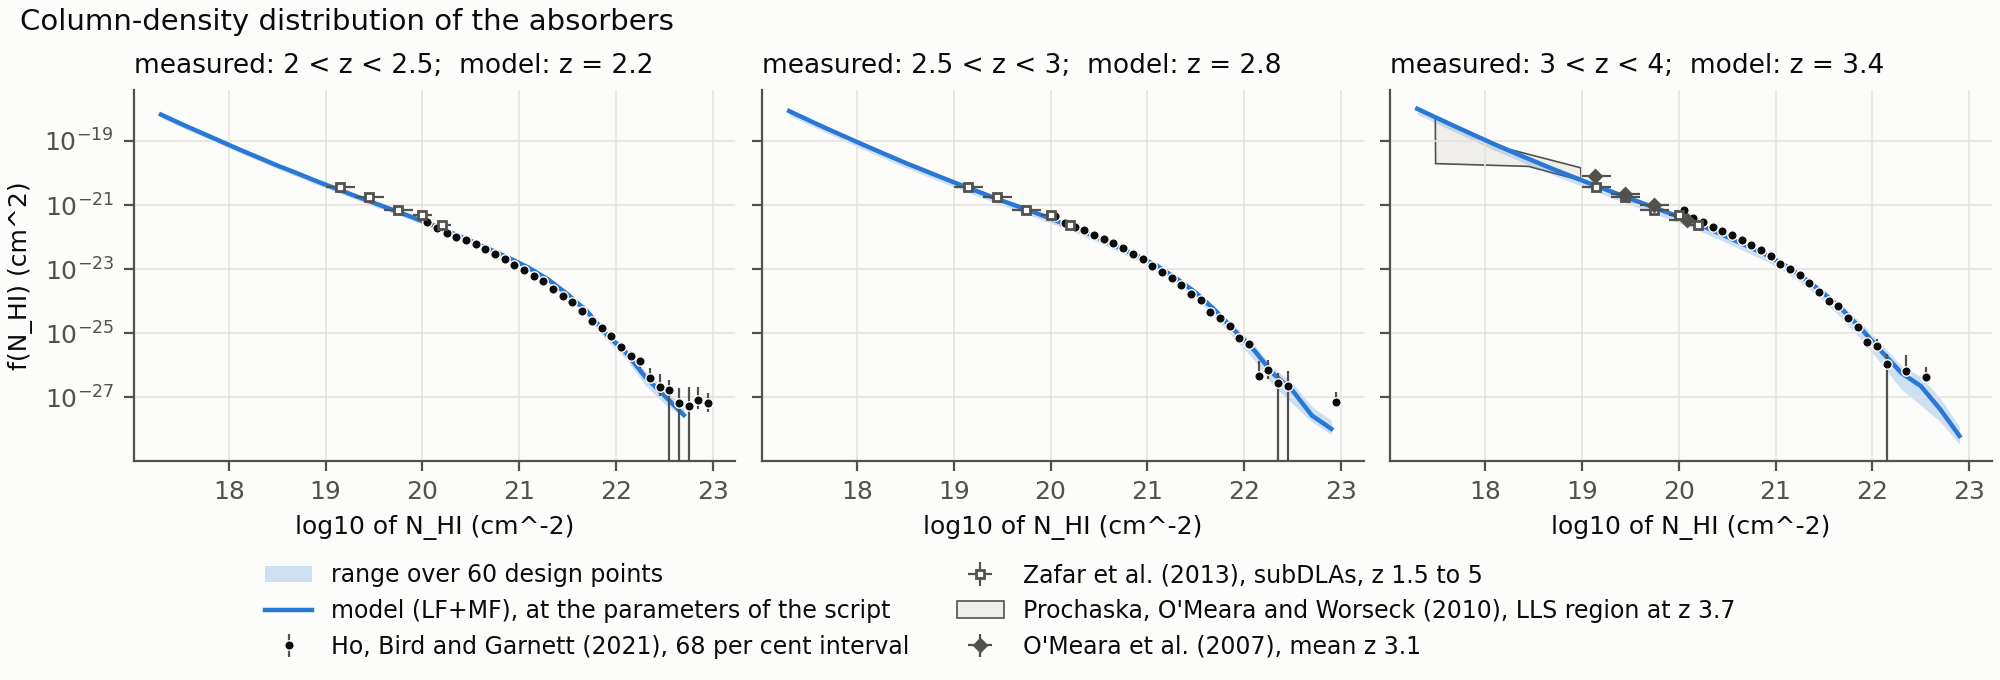 Column-density distribution of the absorbers
measured: 2 < z < 2.5;  model: z = 2.2
measured: 2.5 < z < 3;  model: z = 2.8
measured: 3 < z < 4;  model: z = 3.4
f(N_HI) (cm^2)
10^−19
10^−21
10^−23
10^−25
10^−27
18 19 20 21 22 23
18 19 20 21 22 23
18 19 20 21 22 23
log10 of N_HI (cm^-2)
log10 of N_HI (cm^-2)
log10 of N_HI (cm^-2)
range over 60 design points
model (LF+MF), at the parameters of the script
Ho, Bird and Garnett (2021), 68 per cent interval
Zafar et al. (2013), subDLAs, z 1.5 to 5
Prochaska, O'Meara and Worseck (2010), LLS region at z 3.7
O'Meara et al. (2007), mean z 3.1